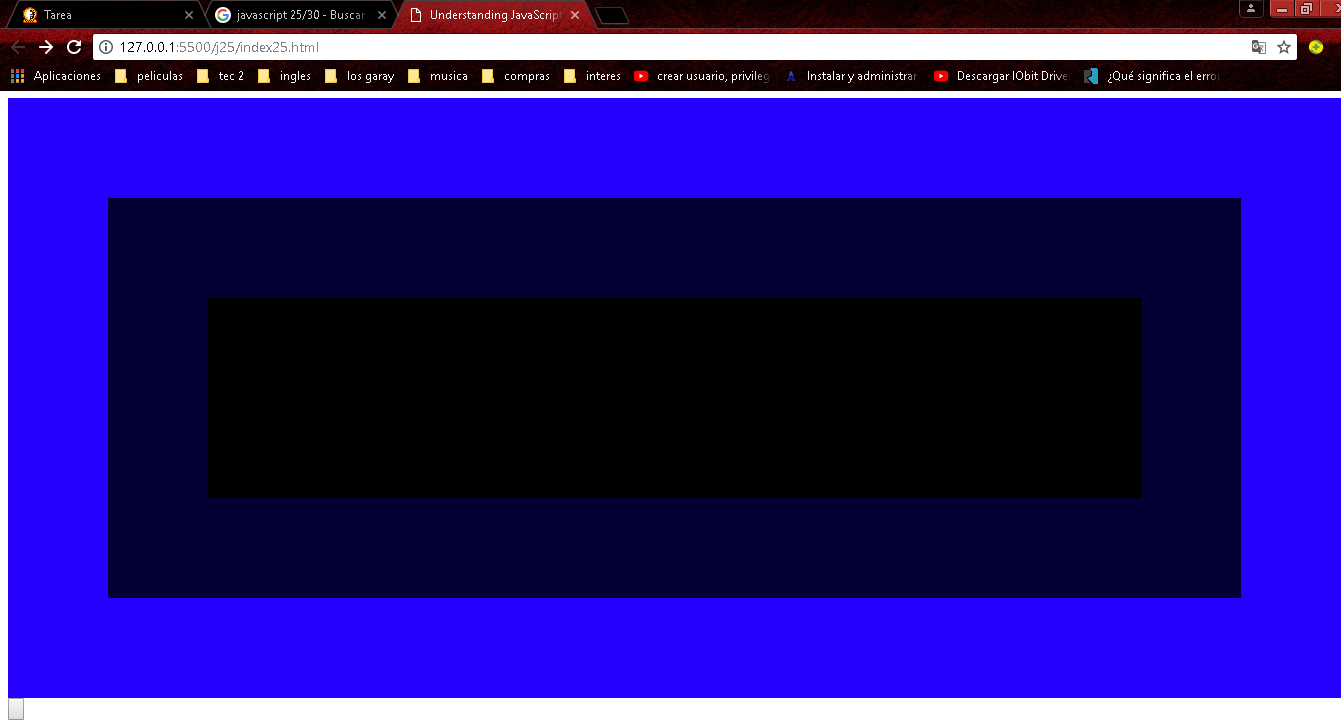 Tarea
javascript 25/30 - Buscar
Understanding JavaScript
127.0.0.1:5500/j25/index25.html
Aplicaciones peliculas tec 2 ingles los garay musica compras interes crear usuario, privileg Instalar y administrar Descargar IObit Drive ¿Qué significa el error